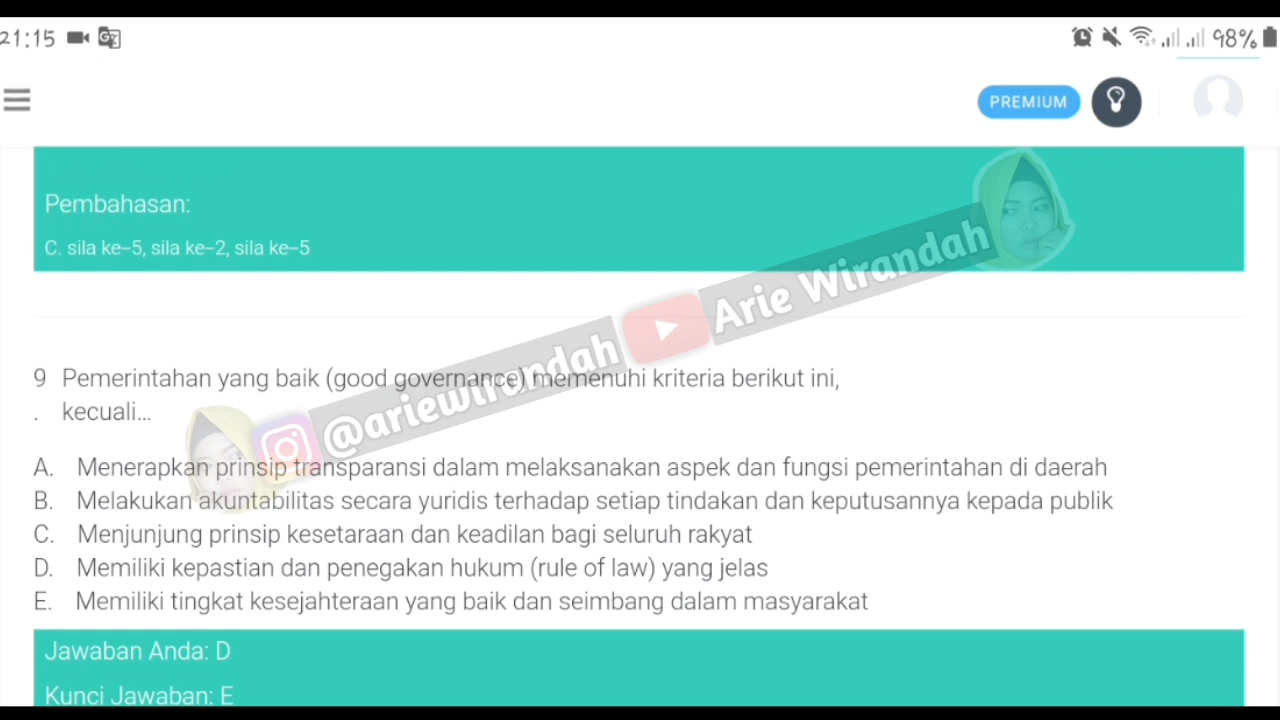 21:15
98%
PREMIUM
Pembahasan:
C. sila ke–5, sila ke–2, sila ke–5
Arie Wirandah
@ariewirandah
9 Pemerintahan yang baik (good governance) memenuhi kriteria berikut ini,
. kecuali...
A. Menerapkan prinsip transparansi dalam melaksanakan aspek dan fungsi pemerintahan di daerah
B. Melakukan akuntabilitas secara yuridis terhadap setiap tindakan dan keputusannya kepada publik
C. Menjunjung prinsip kesetaraan dan keadilan bagi seluruh rakyat
D. Memiliki kepastian dan penegakan hukum (rule of law) yang jelas
E. Memiliki tingkat kesejahteraan yang baik dan seimbang dalam masyarakat
Jawaban Anda: D
Kunci Jawaban: E